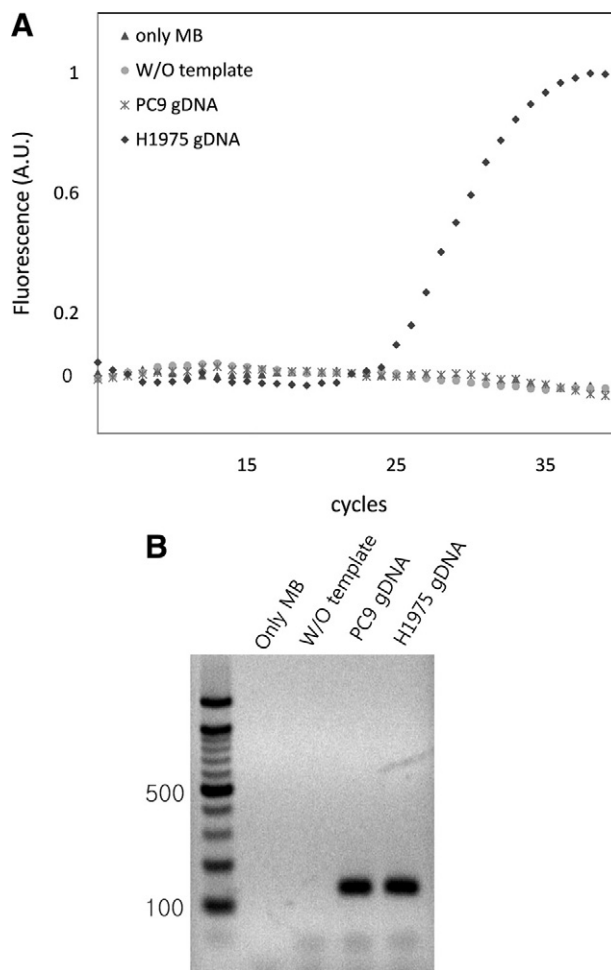 A
only MB
W/O template
PC9 gDNA
H1975 gDNA
Fluorescence (A.U.)
1
0.6
0.2
0
15
25
35
cycles
B
Only MB
W/O template
PC9 gDNA
H1975 gDNA
500
100